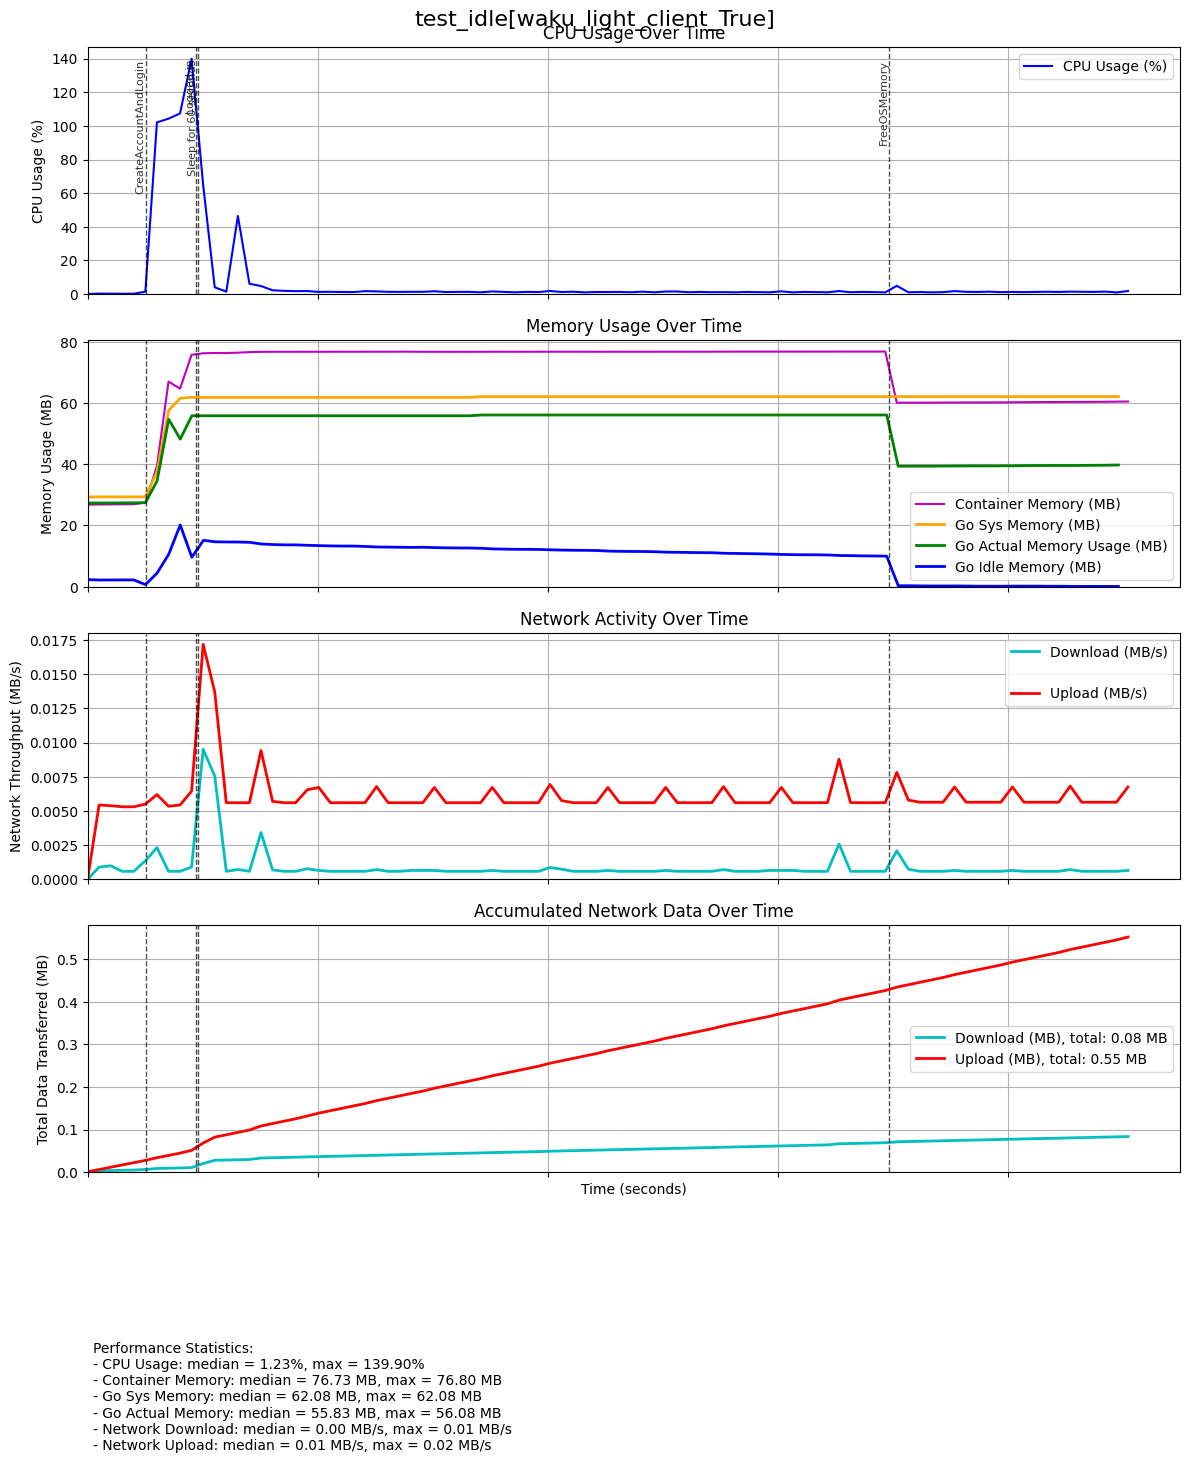 test_idle[waku_light_client_True]
CPU Usage Over Time
CPU Usage (%)
140
120
100
80
60
40
20
0
CreateAccountAndLogin
Sleep for 60
FreeOSMemory
CPU Usage (%)
Memory Usage Over Time
Memory Usage (MB)
80
60
40
20
0
Container Memory (MB)
Go Sys Memory (MB)
Go Actual Memory Usage (MB)
Go Idle Memory (MB)
Network Activity Over Time
Network Throughput (MB/s)
0.0175
0.0150
0.0125
0.0100
0.0075
0.0050
0.0025
0.0000
Download (MB/s)
Upload (MB/s)
Accumulated Network Data Over Time
Total Data Transferred (MB)
0.5
0.4
0.3
0.2
0.1
0.0
Download (MB), total: 0.08 MB
Upload (MB), total: 0.55 MB
Time (seconds)
Performance Statistics:
- CPU Usage: median = 1.23%, max = 139.90%
- Container Memory: median = 76.73 MB, max = 76.80 MB
- Go Sys Memory: median = 62.08 MB, max = 62.08 MB
- Go Actual Memory: median = 55.83 MB, max = 56.08 MB
- Network Download: median = 0.00 MB/s, max = 0.01 MB/s
- Network Upload: median = 0.01 MB/s, max = 0.02 MB/s